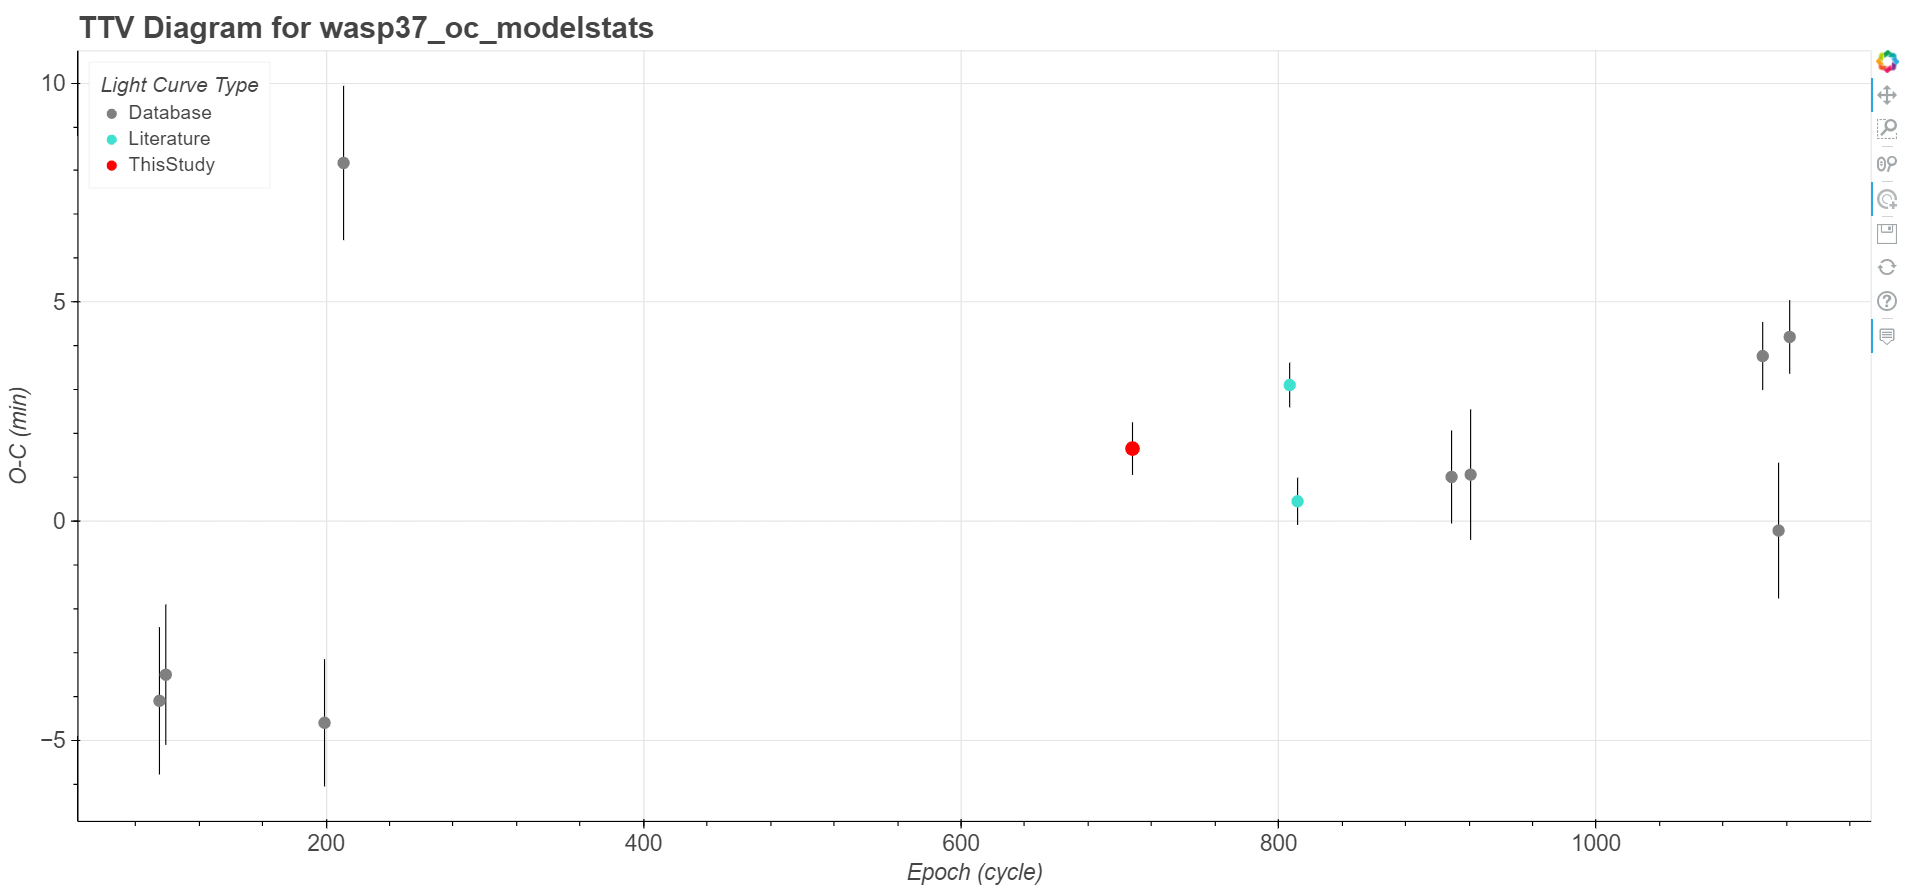 TTV Diagram for wasp37_oc_modelstats
Light Curve Type
Database
Literature
ThisStudy
10
5
0
−5
O-C (min)
200 400 600 800 1000
Epoch (cycle)